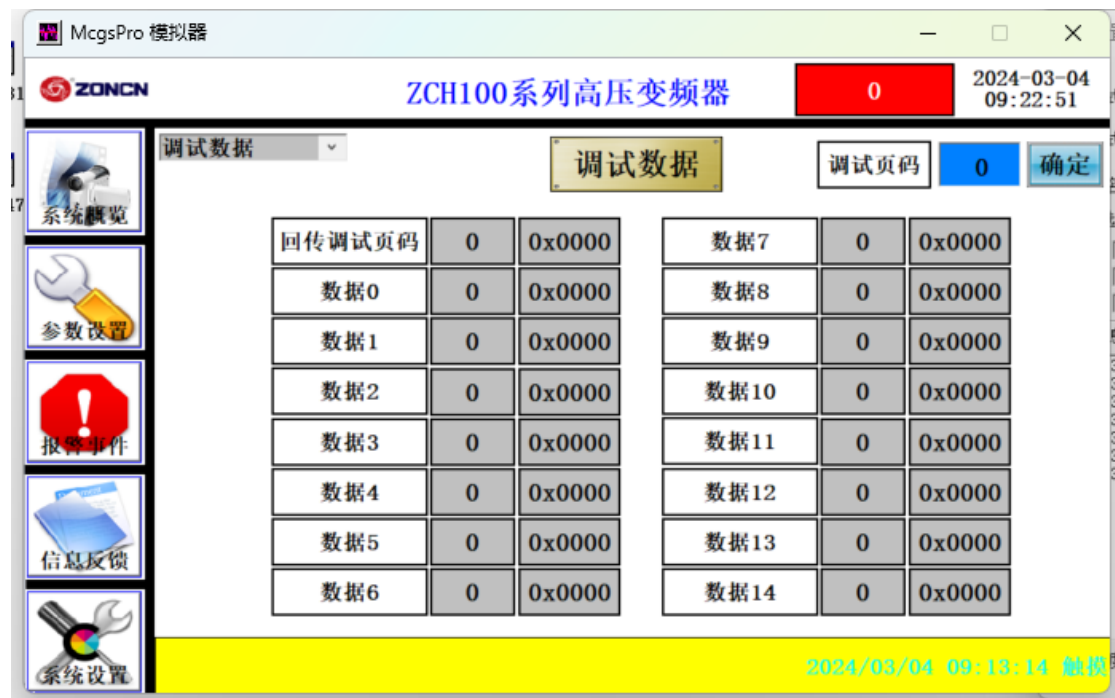 McgsPro 模拟器
ZONCN
ZCH100系列高压变频器
0
2024-03-04
09:22:51
系统概览
参数设置
报警事件
信息反馈
系统设置
调试数据
调试数据
调试页码 0 确定
回传调试页码 0 0x0000 数据7 0 0x0000
数据0 0 0x0000 数据8 0 0x0000
数据1 0 0x0000 数据9 0 0x0000
数据2 0 0x0000 数据10 0 0x0000
数据3 0 0x0000 数据11 0 0x0000
数据4 0 0x0000 数据12 0 0x0000
数据5 0 0x0000 数据13 0 0x0000
数据6 0 0x0000 数据14 0 0x0000
2024/03/04 09:13:14 触摸